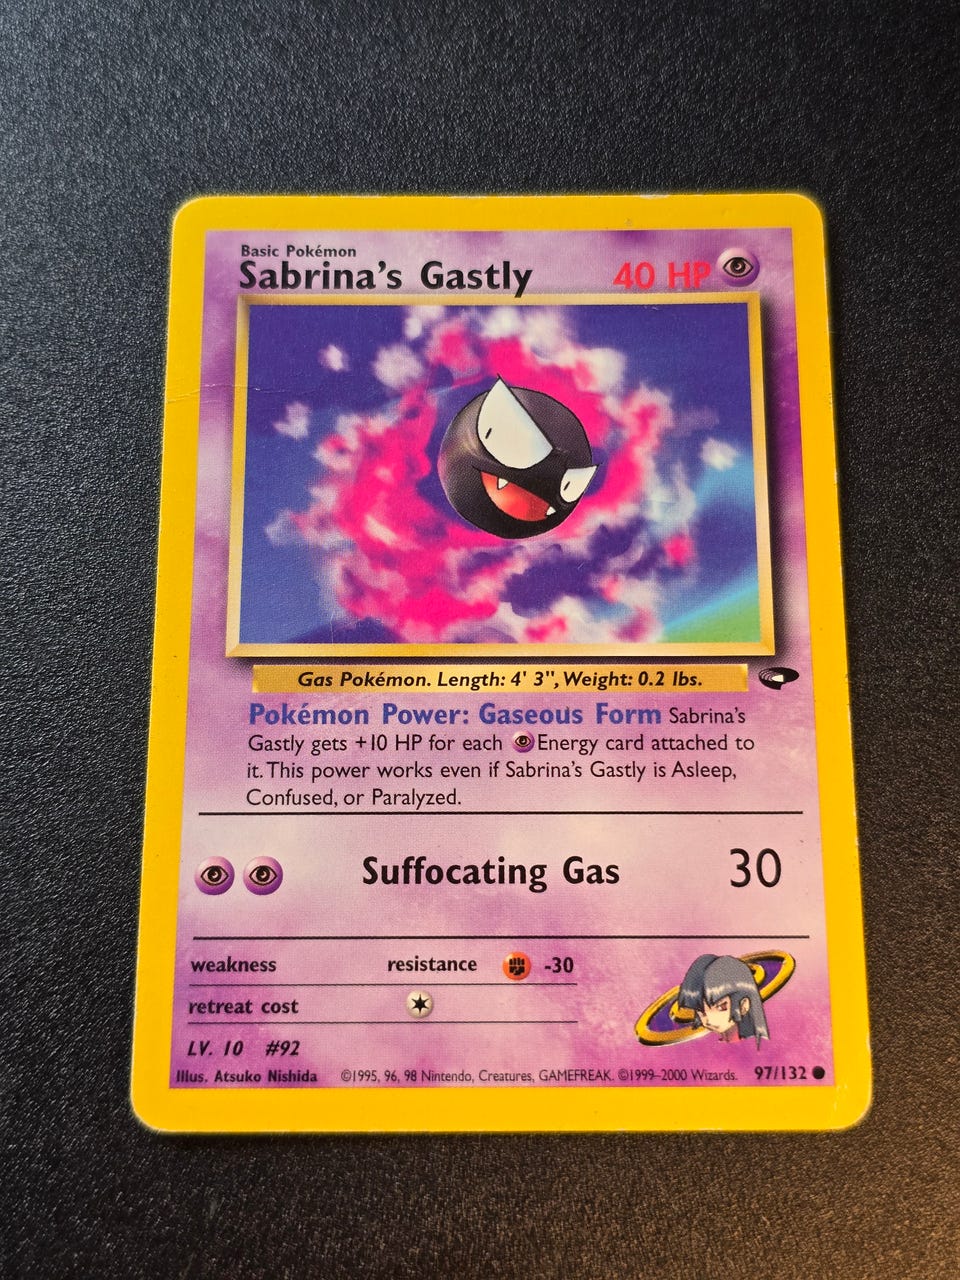 Basic Pokémon
Sabrina's Gastly 40 HP
Gas Pokémon. Length: 4' 3", Weight: 0.2 lbs.
Pokémon Power: Gaseous Form Sabrina's
Gastly gets +10 HP for each Energy card attached to
it. This power works even if Sabrina's Gastly is Asleep,
Confused, or Paralyzed.
Suffocating Gas 30
weakness resistance -30
retreat cost
LV. 10 #92
Illus. Atsuko Nishida ©1995, 96, 98 Nintendo, Creatures, GAMEFREAK. ©1999–2000 Wizards. 97/132